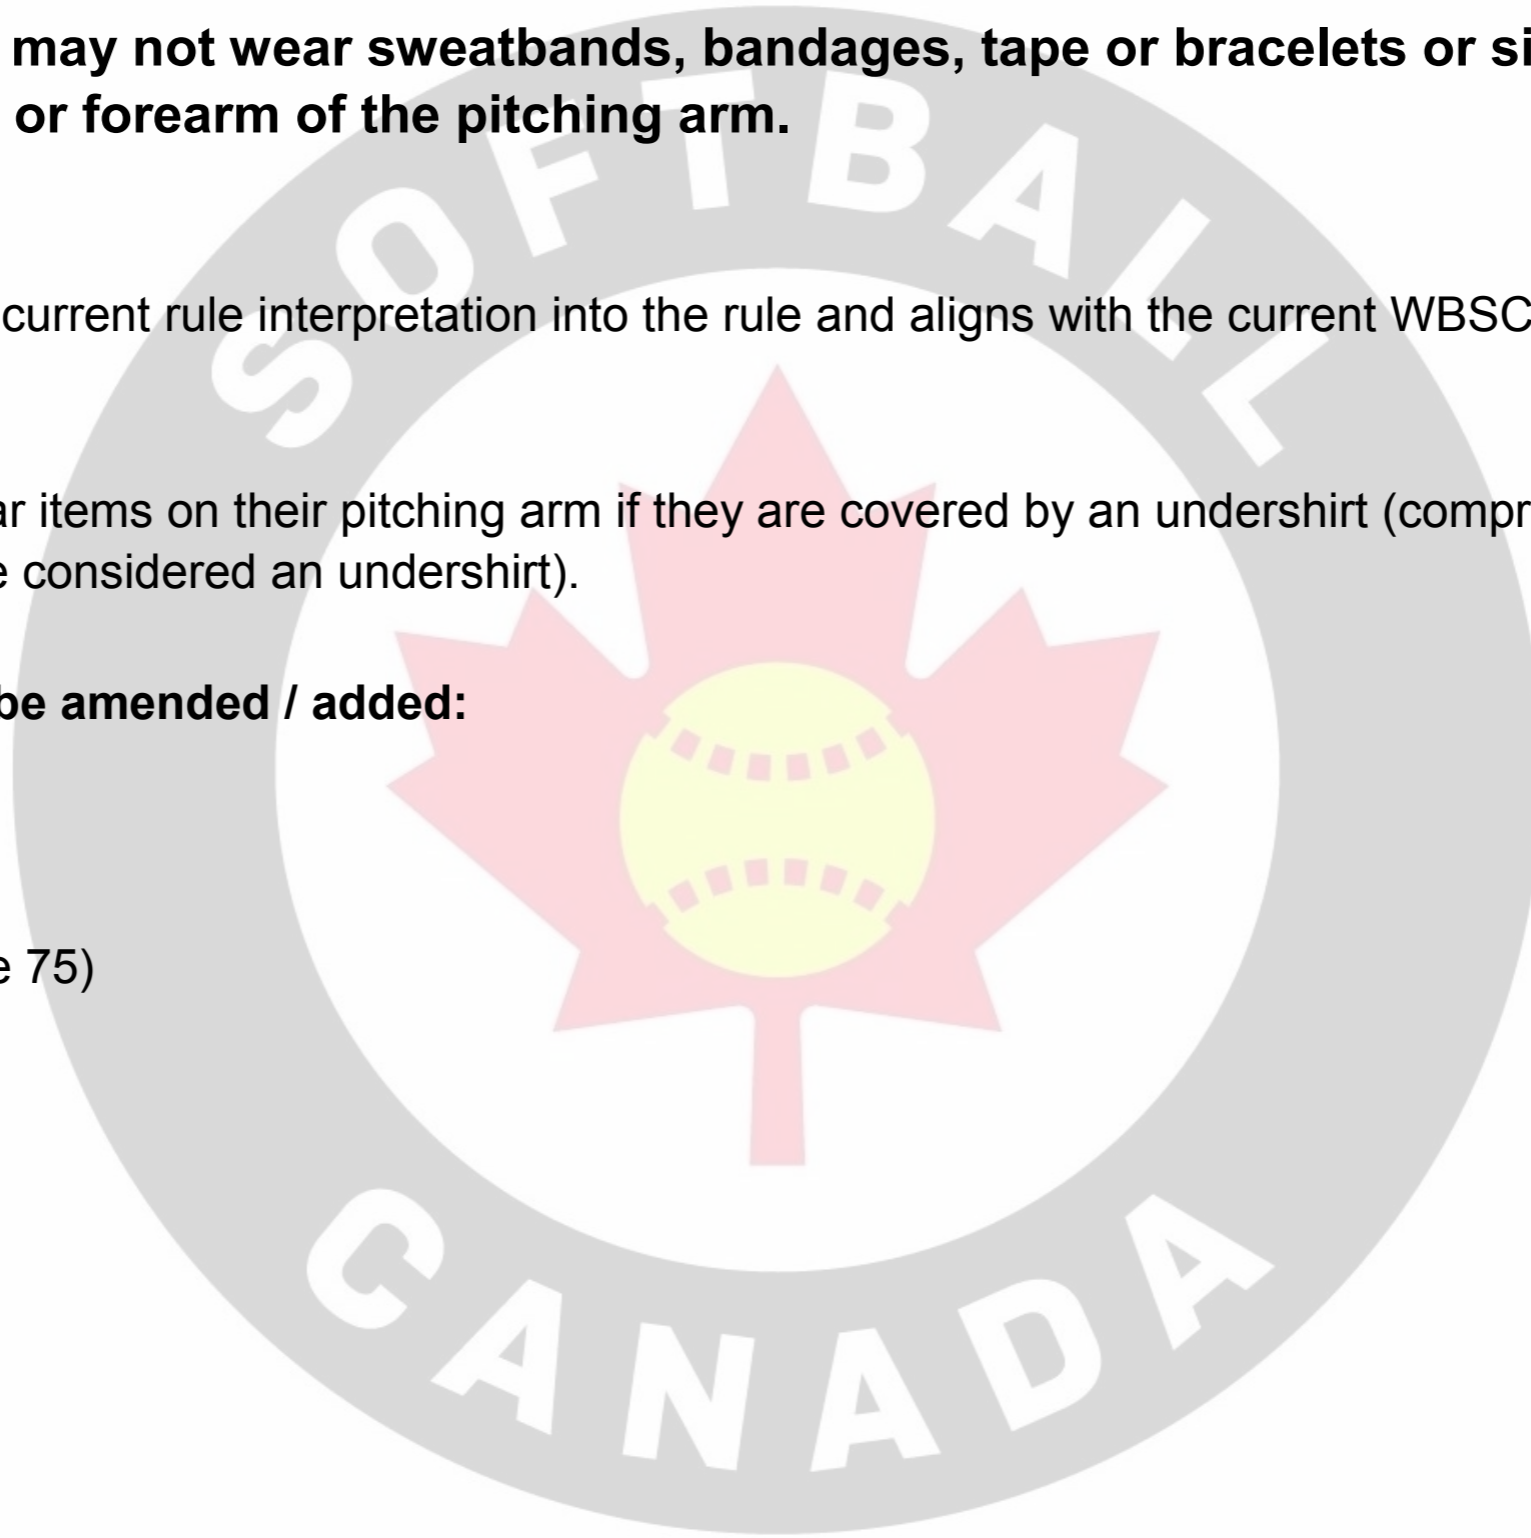 may not wear sweatbands, bandages, tape or bracelets or si
or forearm of the pitching arm.
current rule interpretation into the rule and aligns with the current WBSC
ar items on their pitching arm if they are covered by an undershirt (compr
e considered an undershirt).
be amended / added:
e 75)
SOFTBALL
CANADA